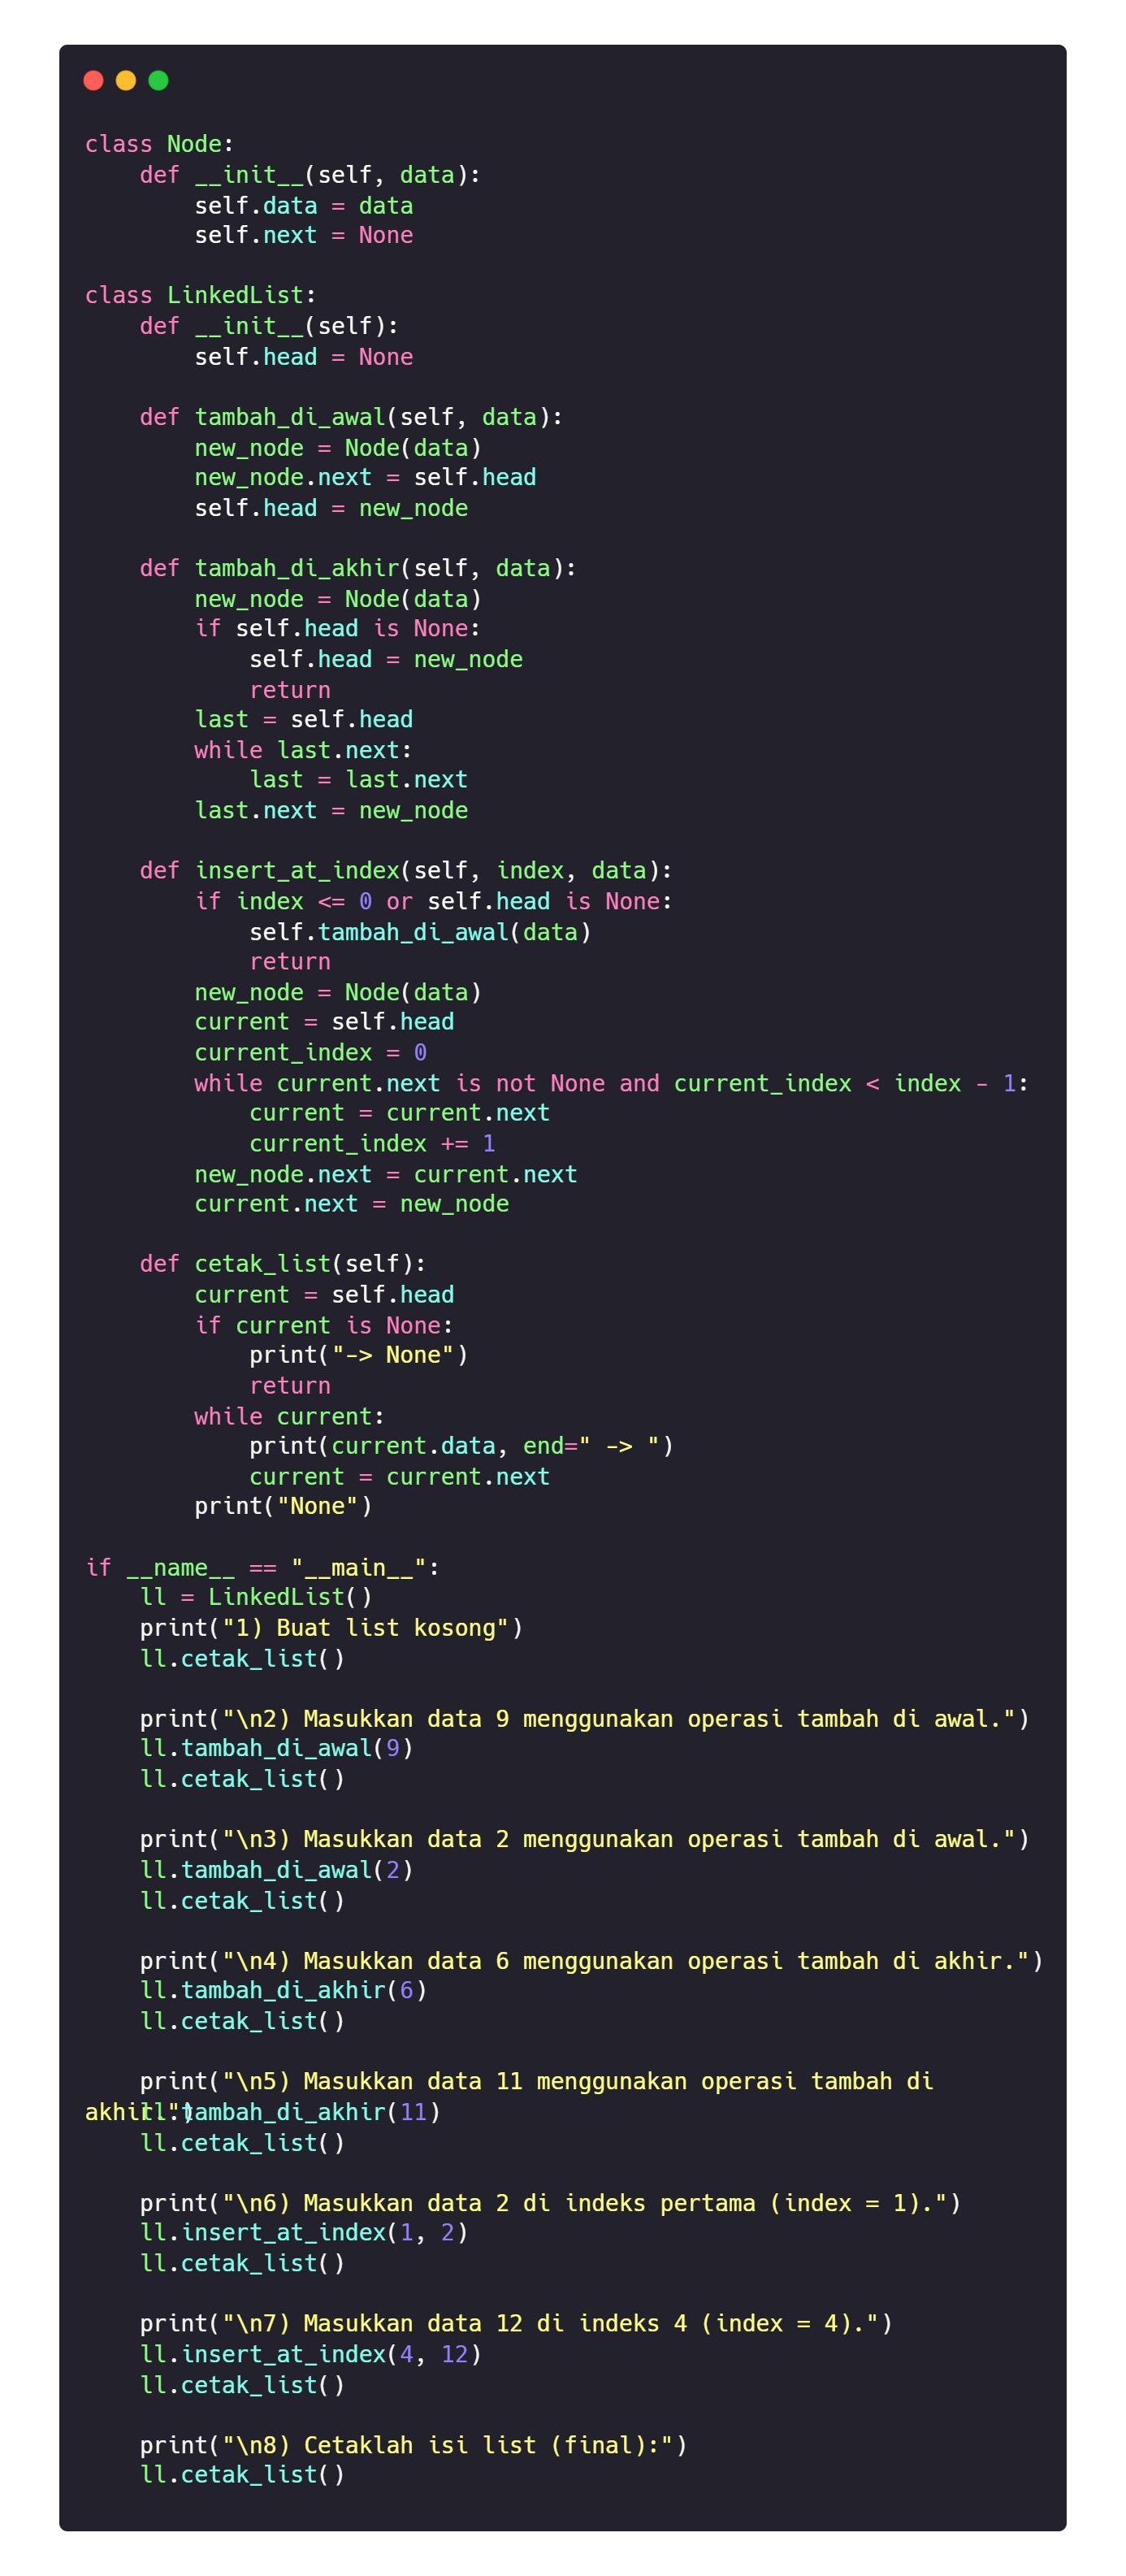 class Node:
    def __init__(self, data):
        self.data = data
        self.next = None

class LinkedList:
    def __init__(self):
        self.head = None

    def tambah_di_awal(self, data):
        new_node = Node(data)
        new_node.next = self.head
        self.head = new_node

    def tambah_di_akhir(self, data):
        new_node = Node(data)
        if self.head is None:
            self.head = new_node
            return
        last = self.head
        while last.next:
            last = last.next
        last.next = new_node

    def insert_at_index(self, index, data):
        if index <= 0 or self.head is None:
            self.tambah_di_awal(data)
            return
        new_node = Node(data)
        current = self.head
        current_index = 0
        while current.next is not None and current_index < index - 1:
            current = current.next
            current_index += 1
        new_node.next = current.next
        current.next = new_node

    def cetak_list(self):
        current = self.head
        if current is None:
            print("-> None")
            return
        while current:
            print(current.data, end=" -> ")
            current = current.next
        print("None")

if __name__ == "__main__":
    ll = LinkedList()
    print("1) Buat list kosong")
    ll.cetak_list()

    print("\n2) Masukkan data 9 menggunakan operasi tambah di awal.")
    ll.tambah_di_awal(9)
    ll.cetak_list()

    print("\n3) Masukkan data 2 menggunakan operasi tambah di awal.")
    ll.tambah_di_awal(2)
    ll.cetak_list()

    print("\n4) Masukkan data 6 menggunakan operasi tambah di akhir.")
    ll.tambah_di_akhir(6)
    ll.cetak_list()

    print("\n5) Masukkan data 11 menggunakan operasi tambah di
akhir.")
    ll.tambah_di_akhir(11)
    ll.cetak_list()

    print("\n6) Masukkan data 2 di indeks pertama (index = 1).")
    ll.insert_at_index(1, 2)
    ll.cetak_list()

    print("\n7) Masukkan data 12 di indeks 4 (index = 4).")
    ll.insert_at_index(4, 12)
    ll.cetak_list()

    print("\n8) Cetaklah isi list (final):")
    ll.cetak_list()